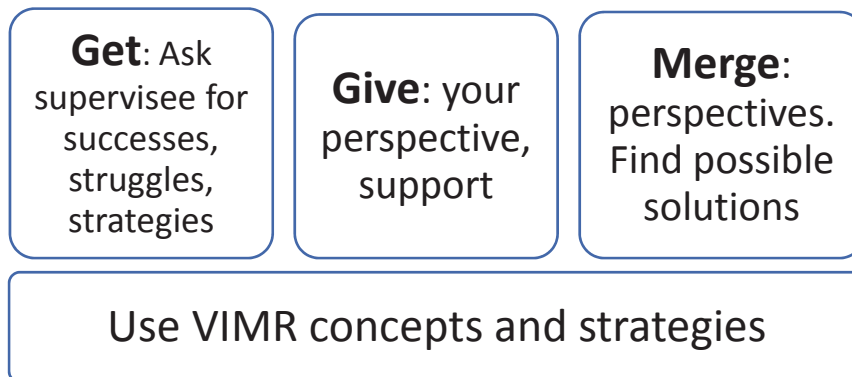 Get: Ask
supervisee for
successes,
struggles,
strategies
Give: your
perspective,
support
Merge:
perspectives.
Find possible
solutions
Use VIMR concepts and strategies